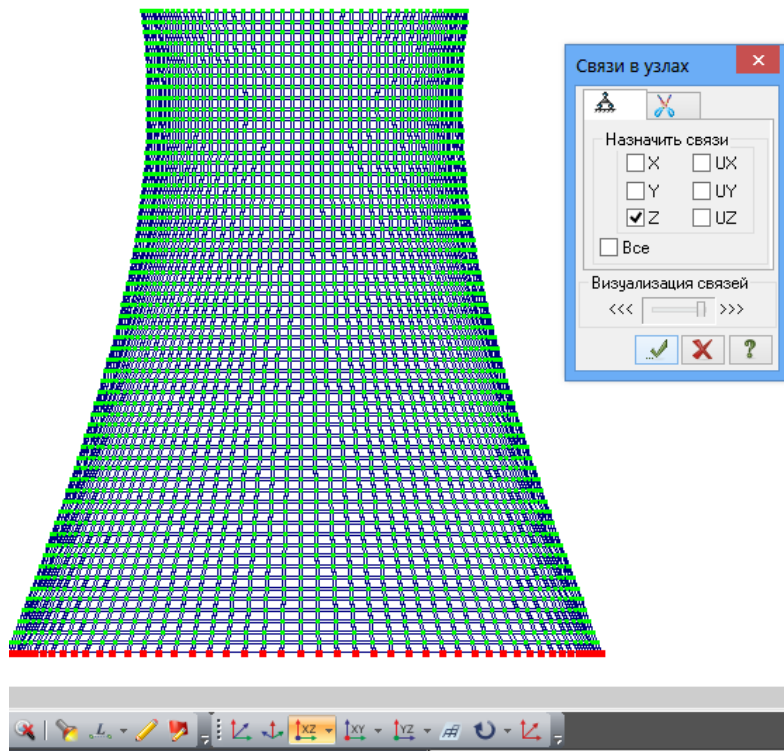 Связи в узлах
Назначить связи
X UX
Y UY
Z UZ
Все
Визуализация связей
<<< >>>
L XZ XY YZ